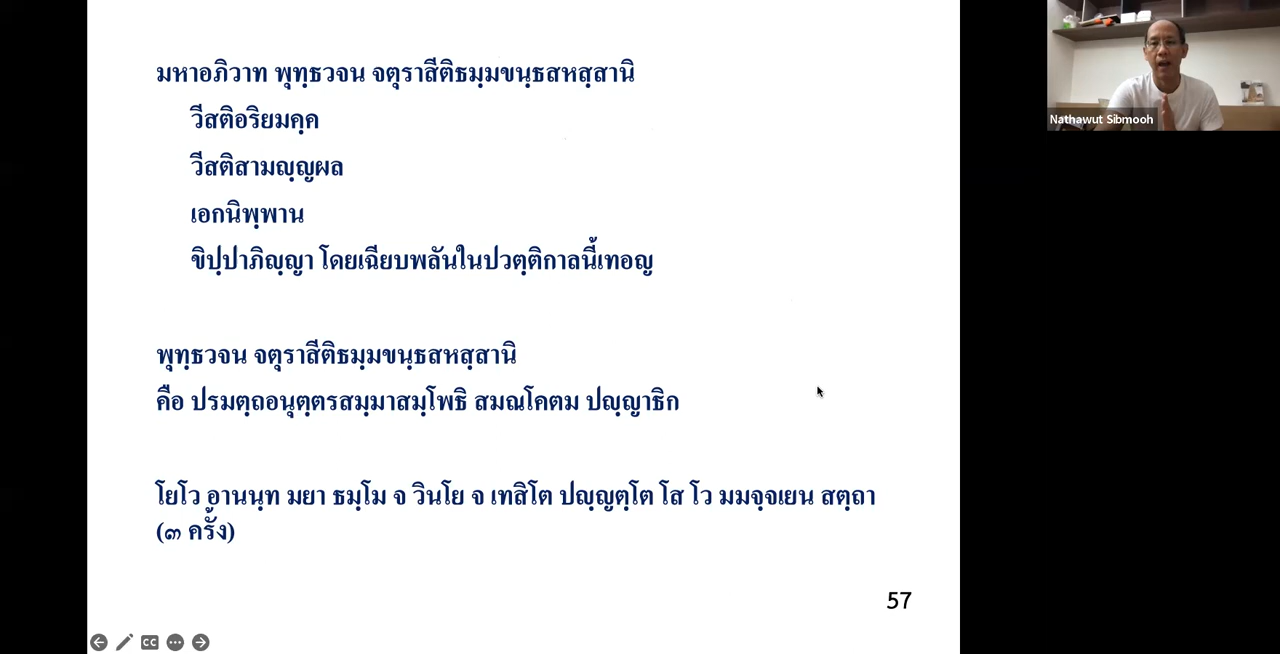 มหาอภิวาท พุทฺธวจน จตุราสีติธมฺมขนฺธสหสฺสานิ
วีสติอริยมคฺค
วีสติสามญฺญผล
เอกนิพฺพาน
ขิปฺปาภิญฺญา โดยเฉียบพลันในปวตฺติกาลนี้เทอญ
พุทฺธวจน จตุราสีติธมฺมขนฺธสหสฺสานิ
คือ ปรมตฺถอนุตฺตรสมฺมาสมฺโพธิ สมณโคตม ปญฺญาธิก
โยโว อานนฺท มยา ธมฺโม จ วินโย จ เทสิโต ปญฺญตฺโต โส โว มมจฺจเยน สตฺถา
(๓ ครั้ง)
57
CC
Nathawut Sibmooh